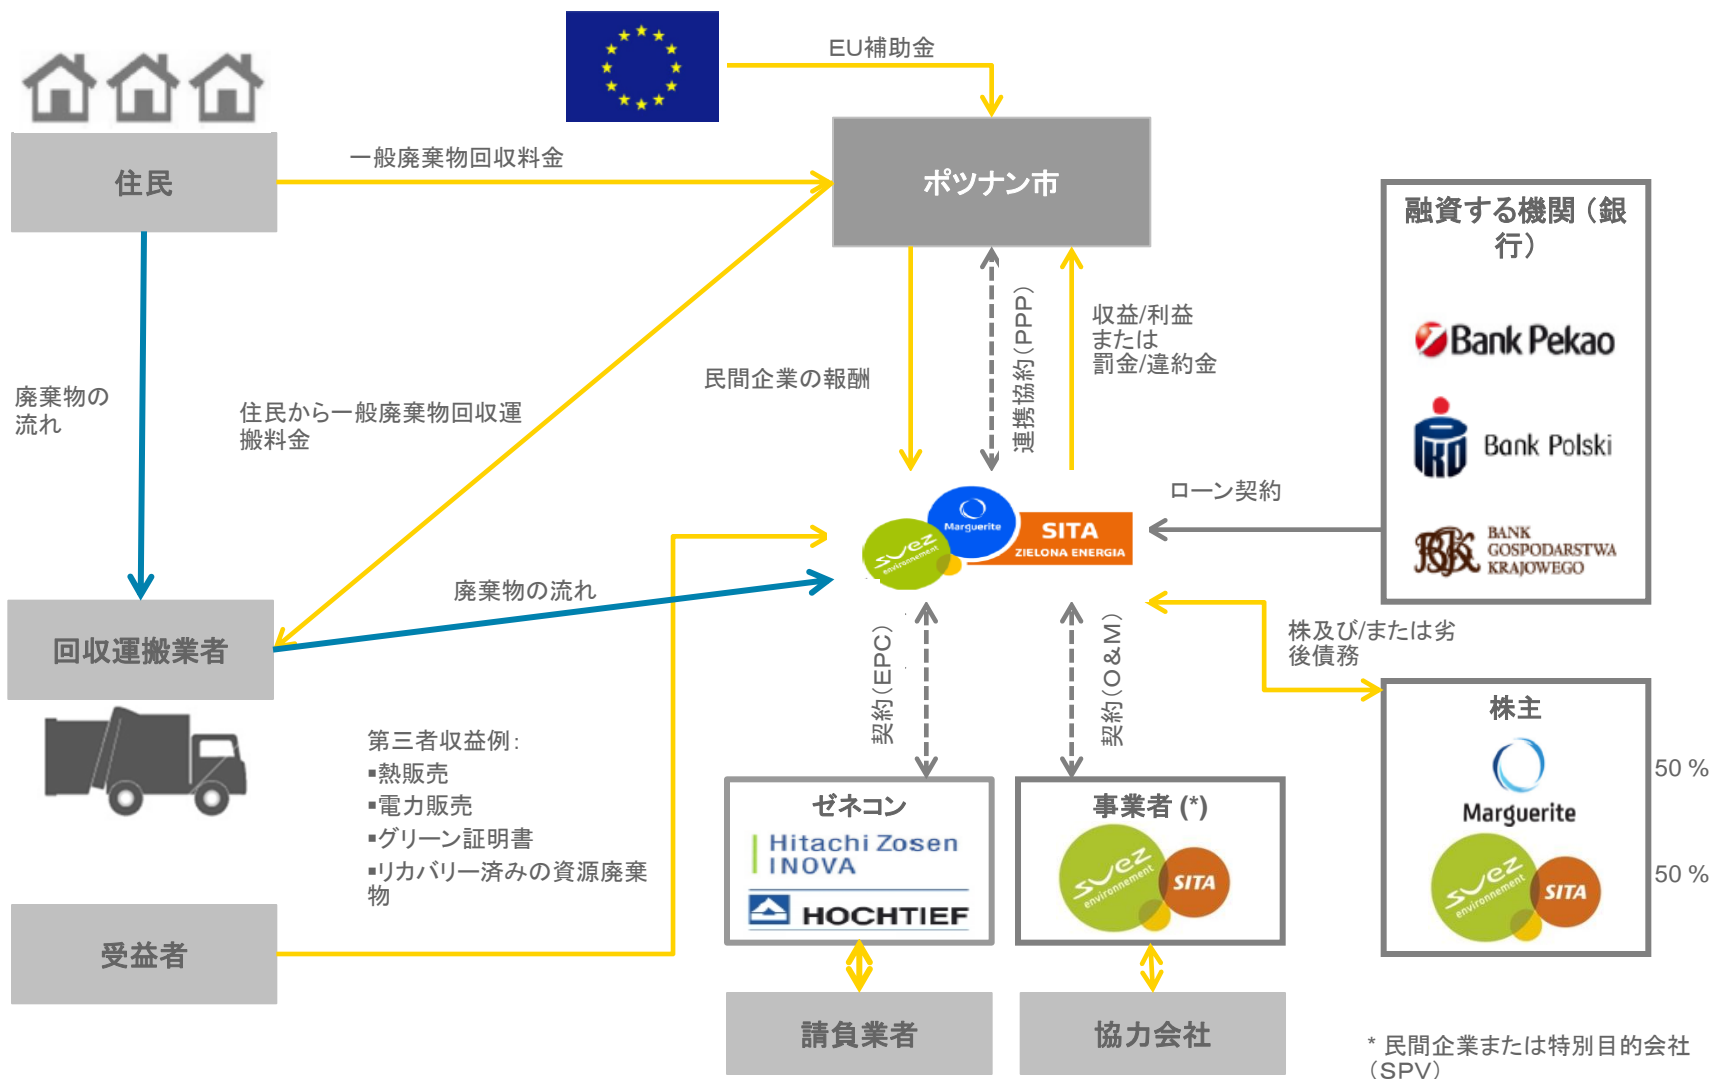 EU補助金
住民
一般廃棄物回収料金
ポツナン市
融資する機関（銀
行）
Bank Pekao
Bank Polski
BANK
GOSPODARSTWA
KRAJOWEGO
廃棄物の
流れ
住民から一般廃棄物回収運
搬料金
民間企業の報酬
連携協約（PPP）
収益/利益
または
罰金/違約金
ローン契約
Marguerite
suez
environnement
SITA
ZIELONA ENERGIA
廃棄物の流れ
回収運搬業者
契約（EPC）
契約（O&M）
株及び/または劣
後債務
第三者収益例：
▪熱販売
▪電力販売
▪グリーン証明書
▪リカバリー済みの資源廃棄
物
ゼネコン
Hitachi Zosen
INOVA
HOCHTIEF
事業者 (*)
suez
environnement
SITA
株主
Marguerite
50 %
suez
environnement
SITA
50 %
受益者
請負業者
協力会社
* 民間企業または特別目的会社
（SPV）